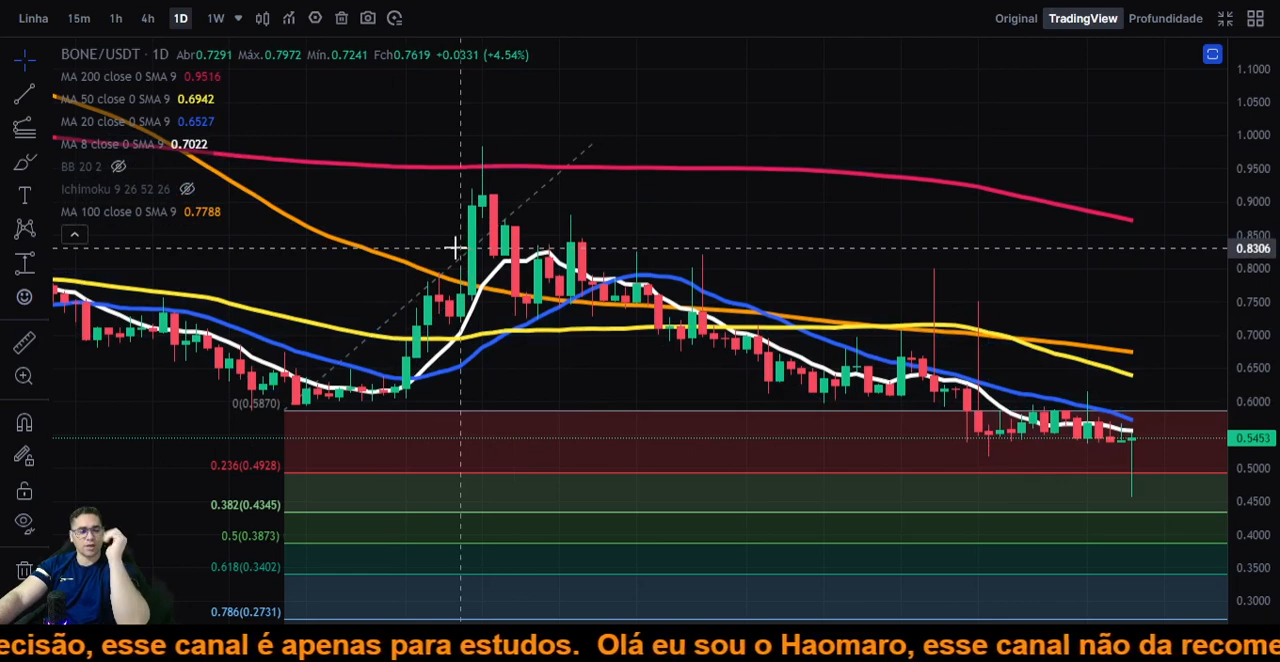 Linha 15m 1h 4h 1D 1W Original TradingView Profundidade
BONE/USDT · 1D Abr0.7291 Máx.0.7972 Mín.0.7241 Fch0.7619 +0.0331 (+4.54%)
MA 200 close 0 SMA 9 0.9516
MA 50 close 0 SMA 9 0.6942
MA 20 close 0 SMA 9 0.6527
MA 8 close 0 SMA 9 0.7022
BB 20 2
Ichimoku 9 26 52 26
MA 100 close 0 SMA 9 0.7788
1.1000
1.0500
1.0000
0.9500
0.9000
0.8500
0.8306
0.8000
0.7500
0.7000
0.6500
0.6000
0.5453
0.5000
0.4500
0.4000
0.3500
0.3000
0(0.5870)
0.236(0.4928)
0.382(0.4345)
0.5(0.3873)
0.618(0.3402)
0.786(0.2731)
ecisão, esse canal é apenas para estudos. Olá eu sou o Haomaro, esse canal não da recome